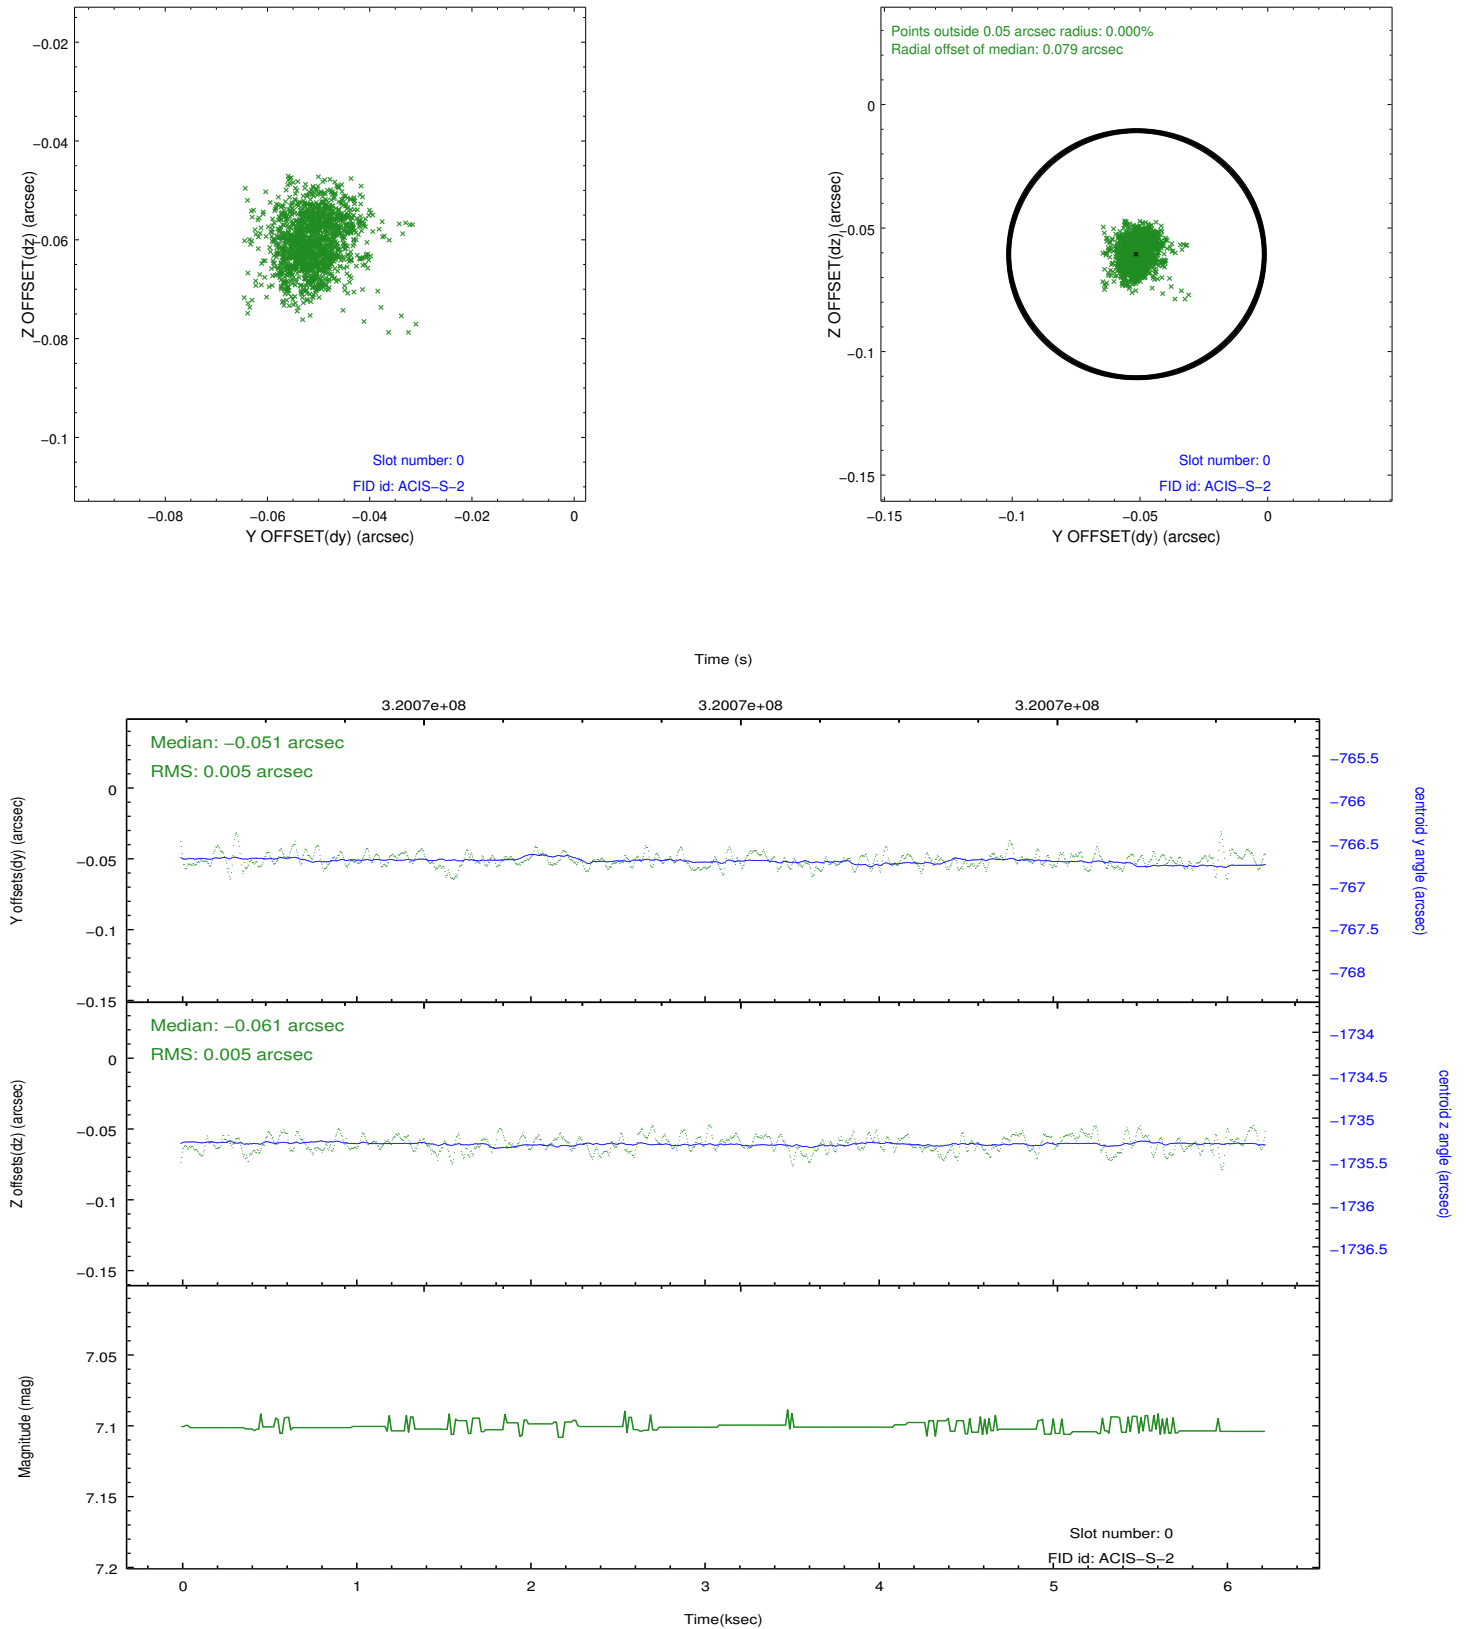 −0.02
−0.04
−0.06
−0.08
−0.1
Z OFFSET(dz) (arcsec)
Slot number: 0
FID id: ACIS−S−2
−0.08
−0.06
−0.04
−0.02
0
Y OFFSET(dy) (arcsec)
Points outside 0.05 arcsec radius: 0.000%
Radial offset of median: 0.079 arcsec
0
−0.05
−0.1
−0.15
Z OFFSET(dz) (arcsec)
Slot number: 0
FID id: ACIS−S−2
−0.15
−0.1
−0.05
0
Y OFFSET(dy) (arcsec)
Time (s)
3.2007e+08
3.2007e+08
3.2007e+08
Median: −0.051 arcsec
RMS: 0.005 arcsec
0
−0.05
−0.1
−0.15
Y offsets(dy) (arcsec)
−765.5
−766
−766.5
−767
−767.5
−768
centroid y angle (arcsec)
Median: −0.061 arcsec
RMS: 0.005 arcsec
0
−0.05
−0.1
−0.15
Z offsets(dz) (arcsec)
−1734
−1734.5
−1735
−1735.5
−1736
−1736.5
centroid z angle (arcsec)
7.05
7.1
7.15
7.2
Magnitude (mag)
Slot number: 0
FID id: ACIS−S−2
0
1
2
3
4
5
6
Time(ksec)